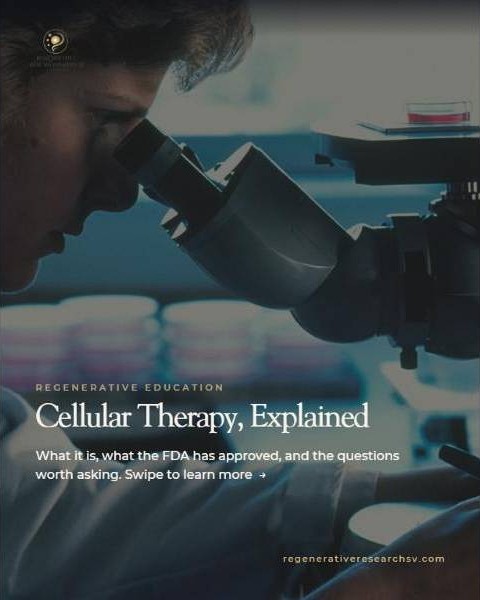 REGENERATIVE EDUCATION
Cellular Therapy, Explained
What it is, what the FDA has approved, and the questions
worth asking. Swipe to learn more →
regenerativeresearchsv.com